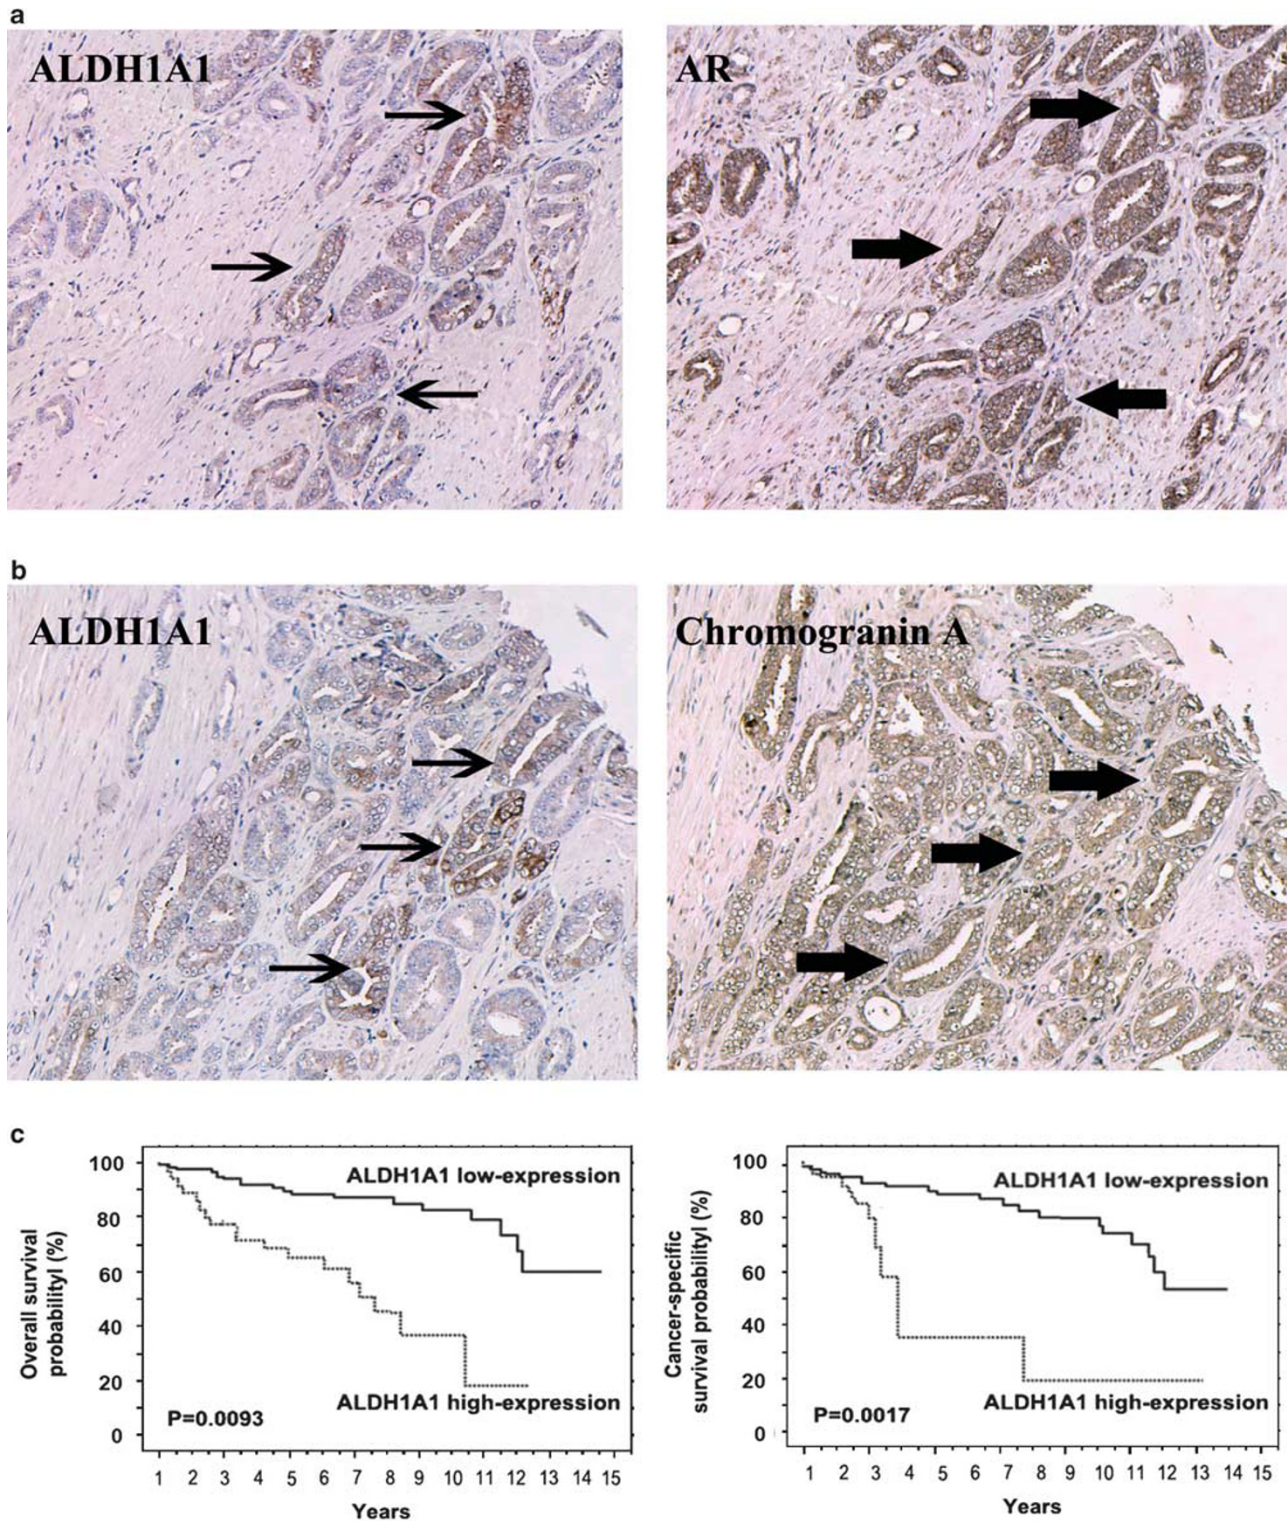 a
ALDH1A1
AR
b
ALDH1A1
Chromogranin A
c
100
80
60
40
20
0
Overall survival
probabilityl (%)
ALDH1A1 low-expression
ALDH1A1 high-expression
P=0.0093
1 2 3 4 5 6 7 8 9 10 11 12 13 14 15
Years
100
80
60
40
20
0
Cancer-specific
survival probabilityl (%)
ALDH1A1 low-expression
ALDH1A1 high-expression
P=0.0017
1 2 3 4 5 6 7 8 9 10 11 12 13 14 15
Years